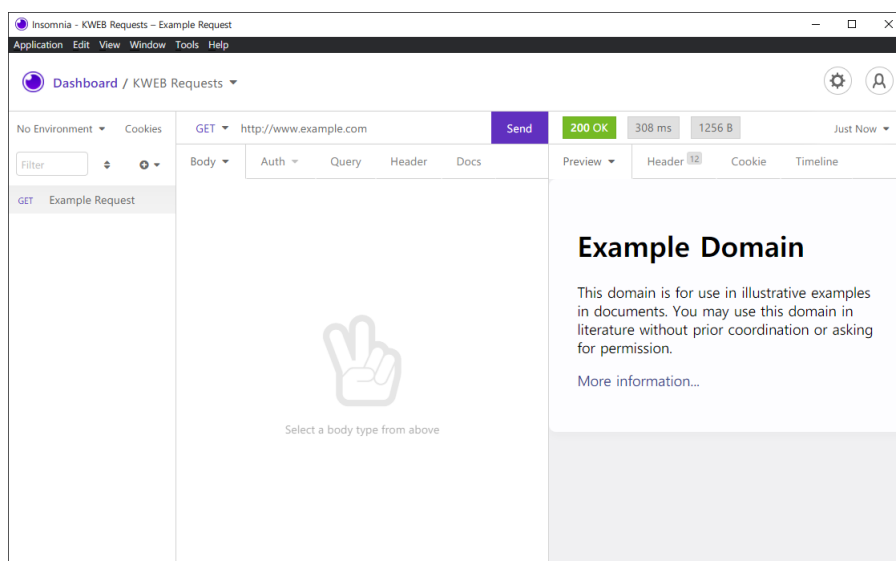 Insomnia - KWEB Requests – Example Request
Application Edit View Window Tools Help
Dashboard / KWEB Requests
No Environment Cookies
GET http://www.example.com Send
200 OK 308 ms 1256 B Just Now
Filter
Body Auth Query Header Docs
Preview Header 12 Cookie Timeline
GET Example Request
Example Domain
This domain is for use in illustrative examples
in documents. You may use this domain in
literature without prior coordination or asking
for permission.
More information...
Select a body type from above